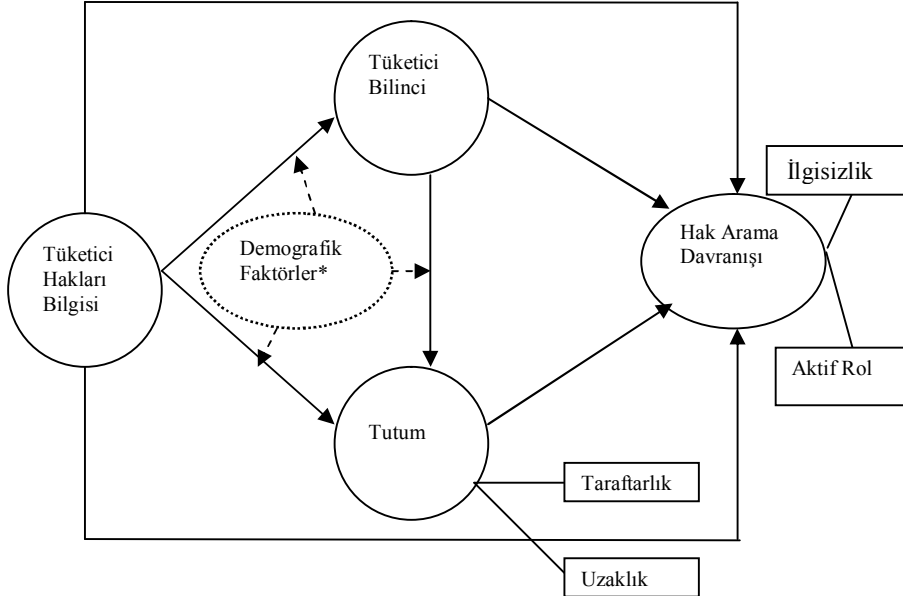 Tüketici
Bilinci
İlgisizlik
Tüketici
Hakları
Bilgisi
Demografik
Faktörler*
Hak Arama
Davranışı
Aktif Rol
Tutum
Taraftarlık
Uzaklık